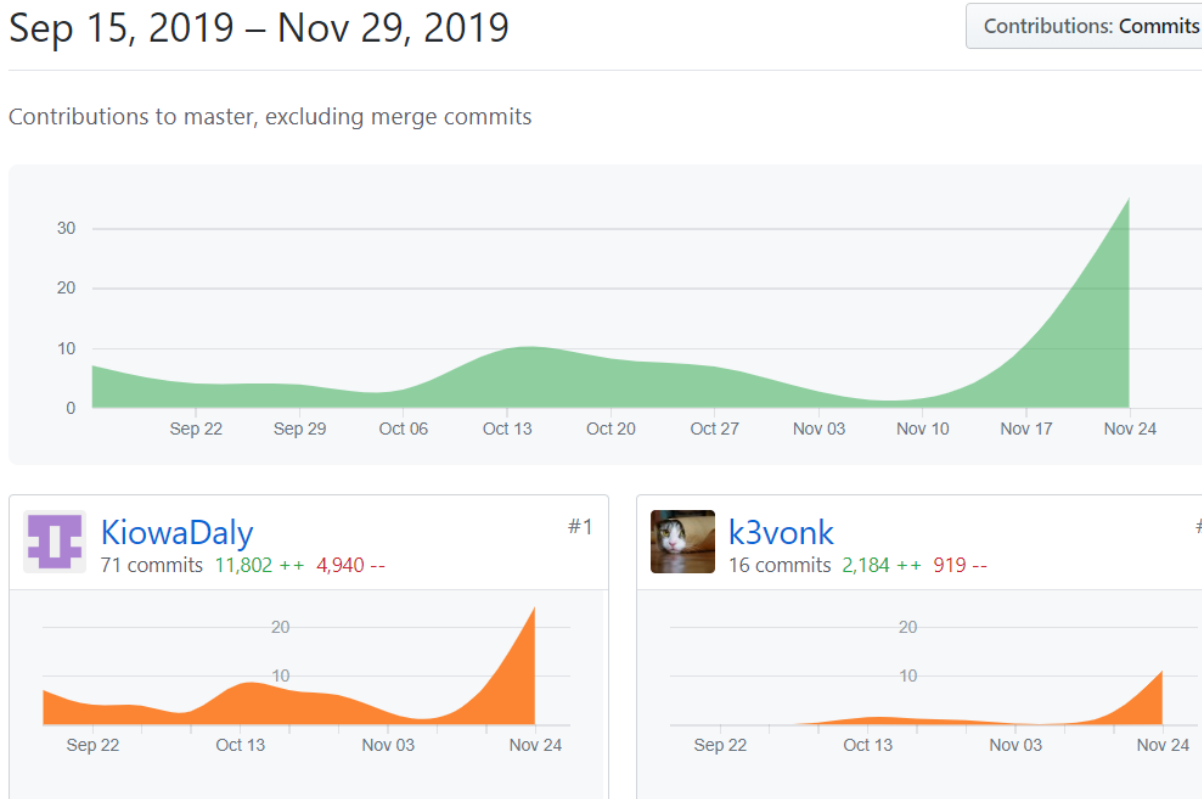 Sep 15, 2019 – Nov 29, 2019
Contributions: Commits
Contributions to master, excluding merge commits
30
20
10
0
Sep 22 Sep 29 Oct 06 Oct 13 Oct 20 Oct 27 Nov 03 Nov 10 Nov 17 Nov 24
KiowaDaly #1
71 commits 11,802 ++ 4,940 --
20
10
Sep 22 Oct 13 Nov 03 Nov 24
k3vonk #
16 commits 2,184 ++ 919 --
20
10
Sep 22 Oct 13 Nov 03 Nov 24